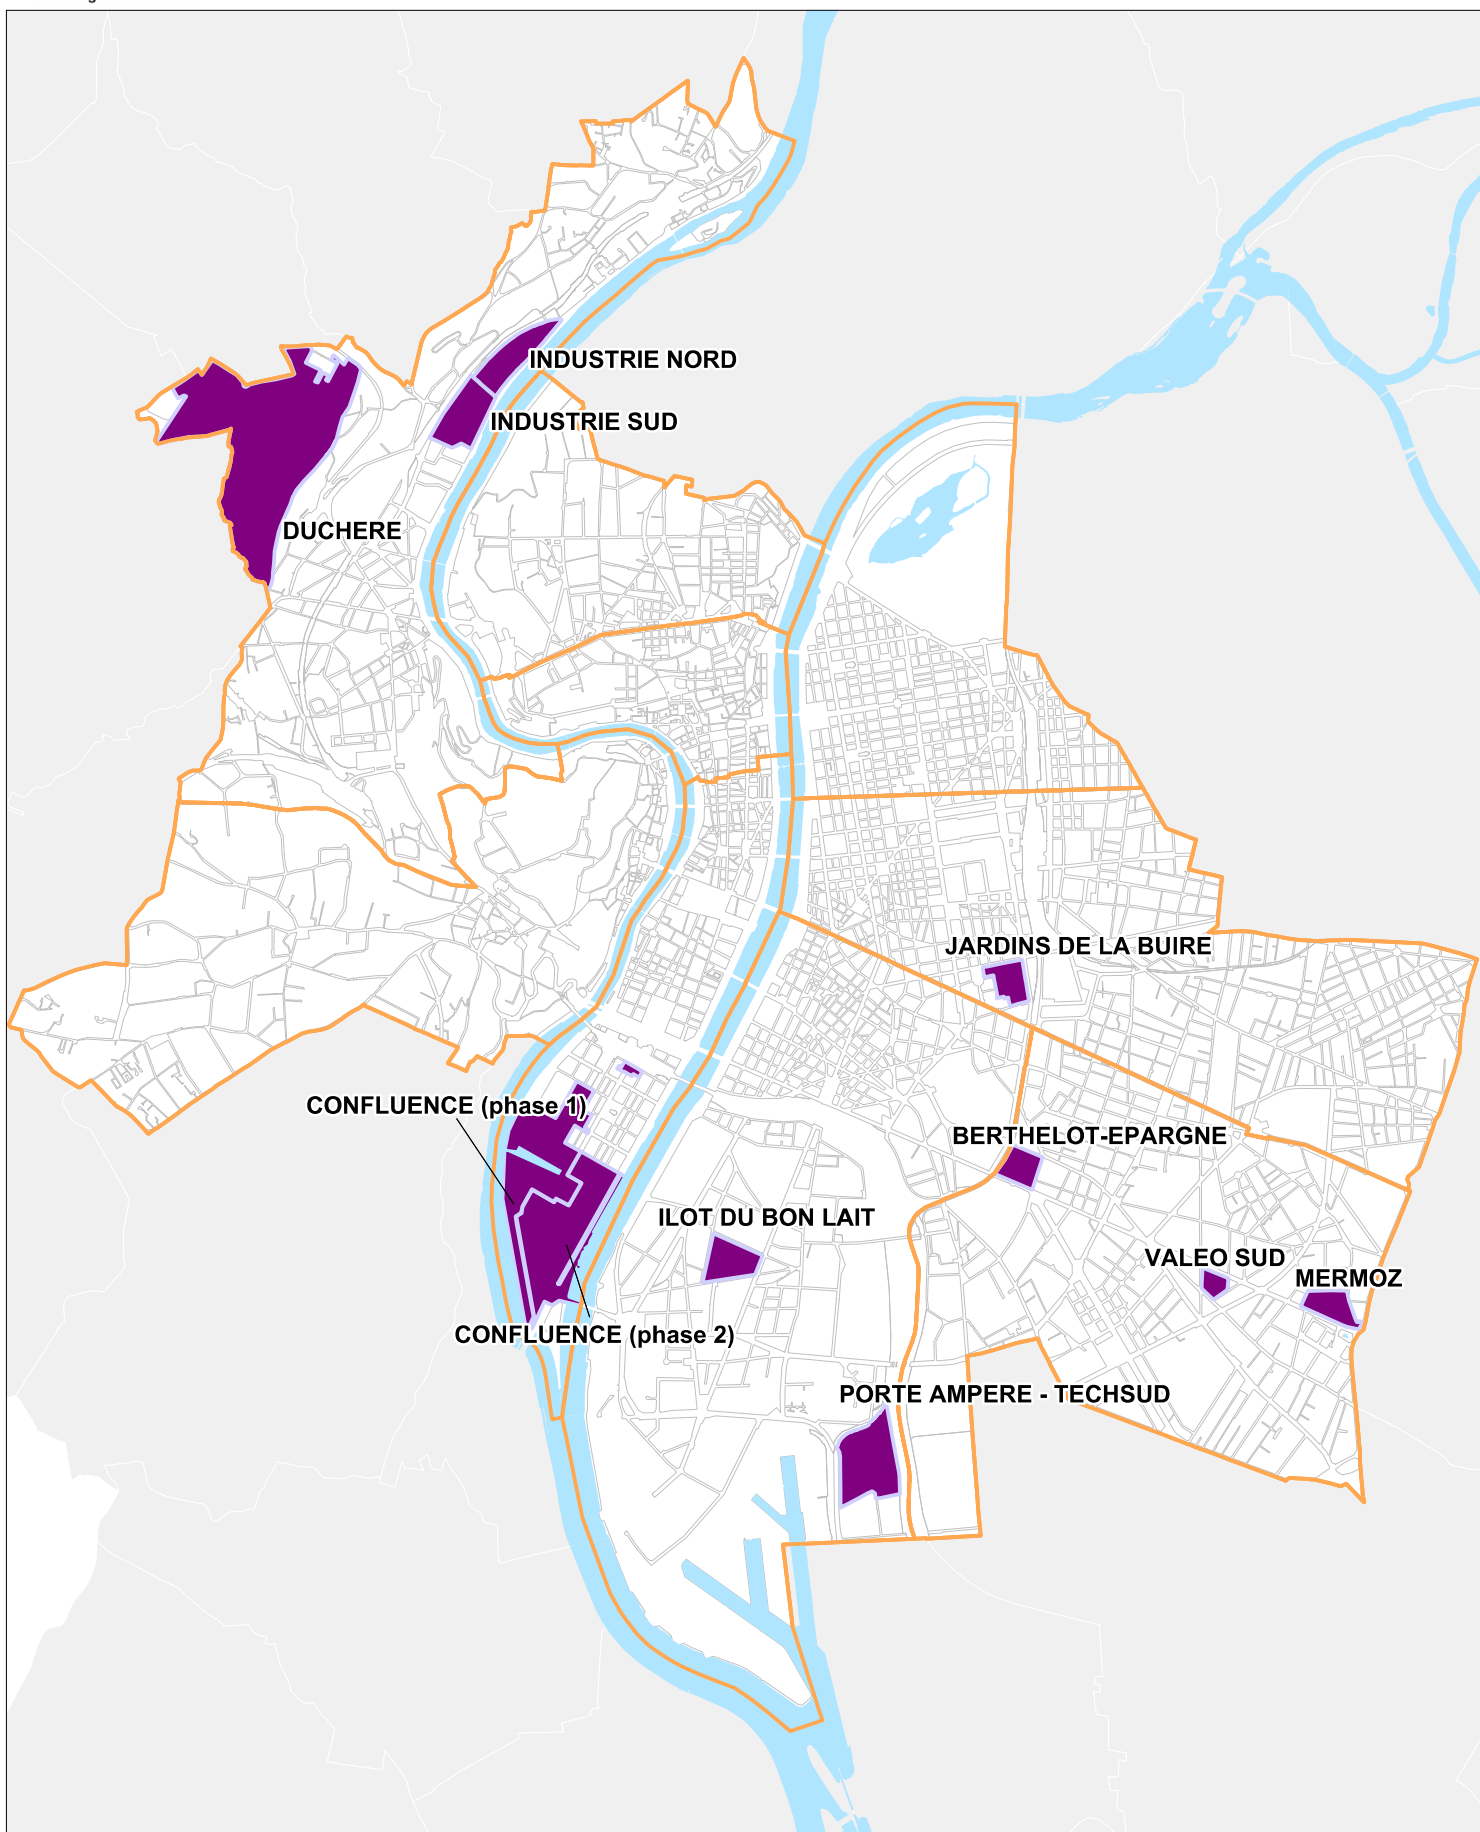 INDUSTRIE NORD
INDUSTRIE SUD
DUCHERE
JARDINS DE LA BUIRE
CONFLUENCE (phase 1)
BERTHELOT-EPARGNE
ILOT DU BON LAIT
VALEO SUD
MERMOZ
CONFLUENCE (phase 2)
PORTE AMPERE - TECHSUD